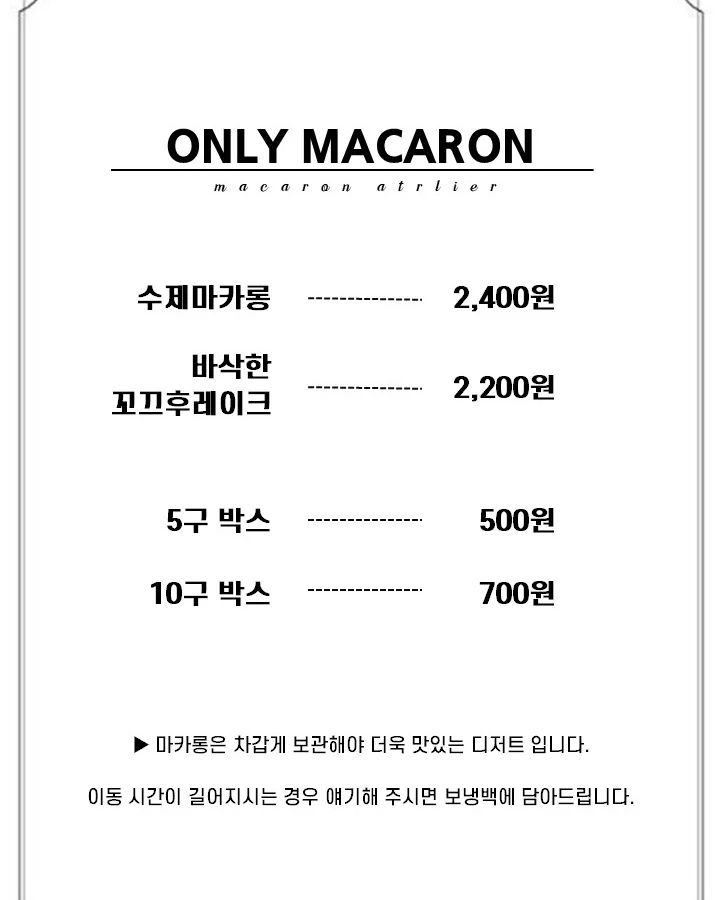 ONLY MACARON
macaron atrlier
수제마카롱 2,400원
바삭한
꼬끄후레이크 2,200원
5구 박스 500원
10구 박스 700원
▶ 마카롱은 차갑게 보관해야 더욱 맛있는 디저트 입니다.
이동 시간이 길어지시는 경우 얘기해 주시면 보냉백에 담아드립니다.